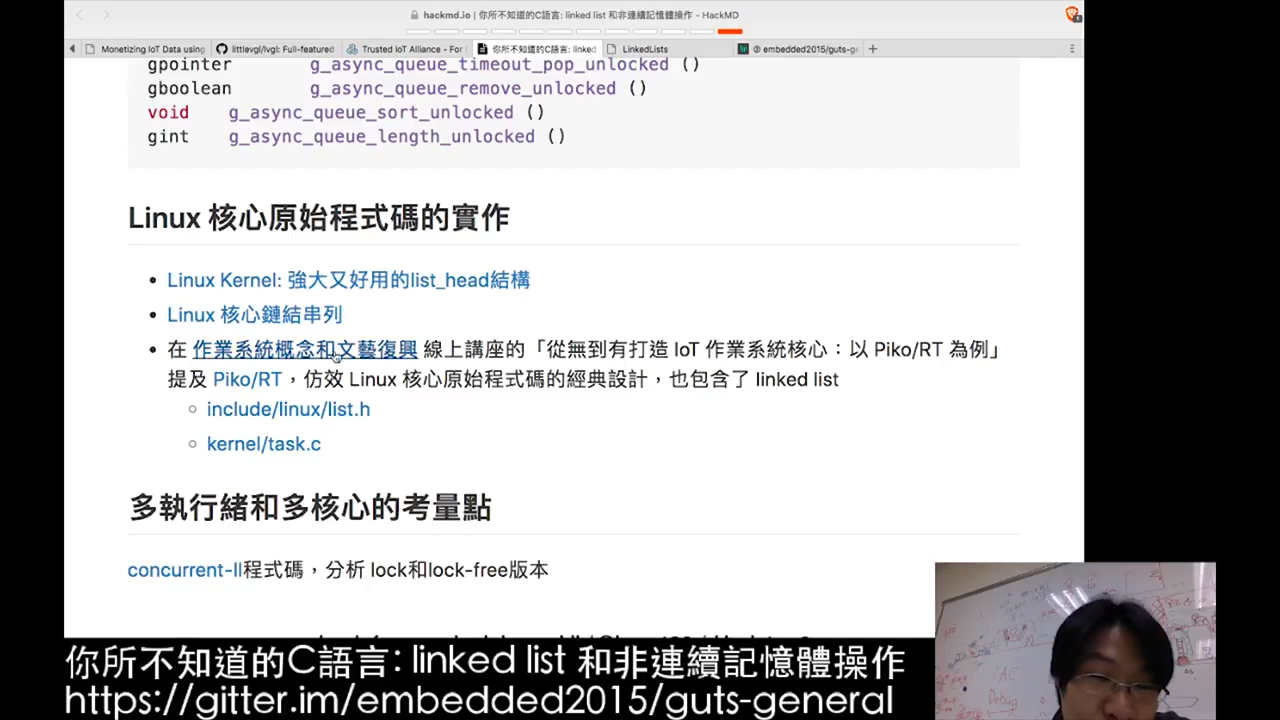 hackmd.io | 你所不知道的C語言: linked list 和非連續記憶體操作 - HackMD
Monetizing IoT Data using
littlevgl/lvgl: Full-featured
Trusted IoT Alliance - For
你所不知道的C語言: linked
LinkedLists
embedded2015/guts-g
gpointer g_async_queue_timeout_pop_unlocked ()
gboolean g_async_queue_remove_unlocked ()
void g_async_queue_sort_unlocked ()
gint g_async_queue_length_unlocked ()
Linux 核心原始程式碼的實作
• Linux Kernel: 強大又好用的list_head結構
• Linux 核心鏈結串列
• 在 作業系統概念和文藝復興 線上講座的「從無到有打造 IoT 作業系統核心：以 Piko/RT 為例」
提及 Piko/RT，仿效 Linux 核心原始程式碼的經典設計，也包含了 linked list
○ include/linux/list.h
○ kernel/task.c
多執行緒和多核心的考量點
concurrent-ll程式碼，分析 lock和lock-free版本
AC
Debug
你所不知道的C語言: linked list 和非連續記憶體操作
https://gitter.im/embedded2015/guts-general